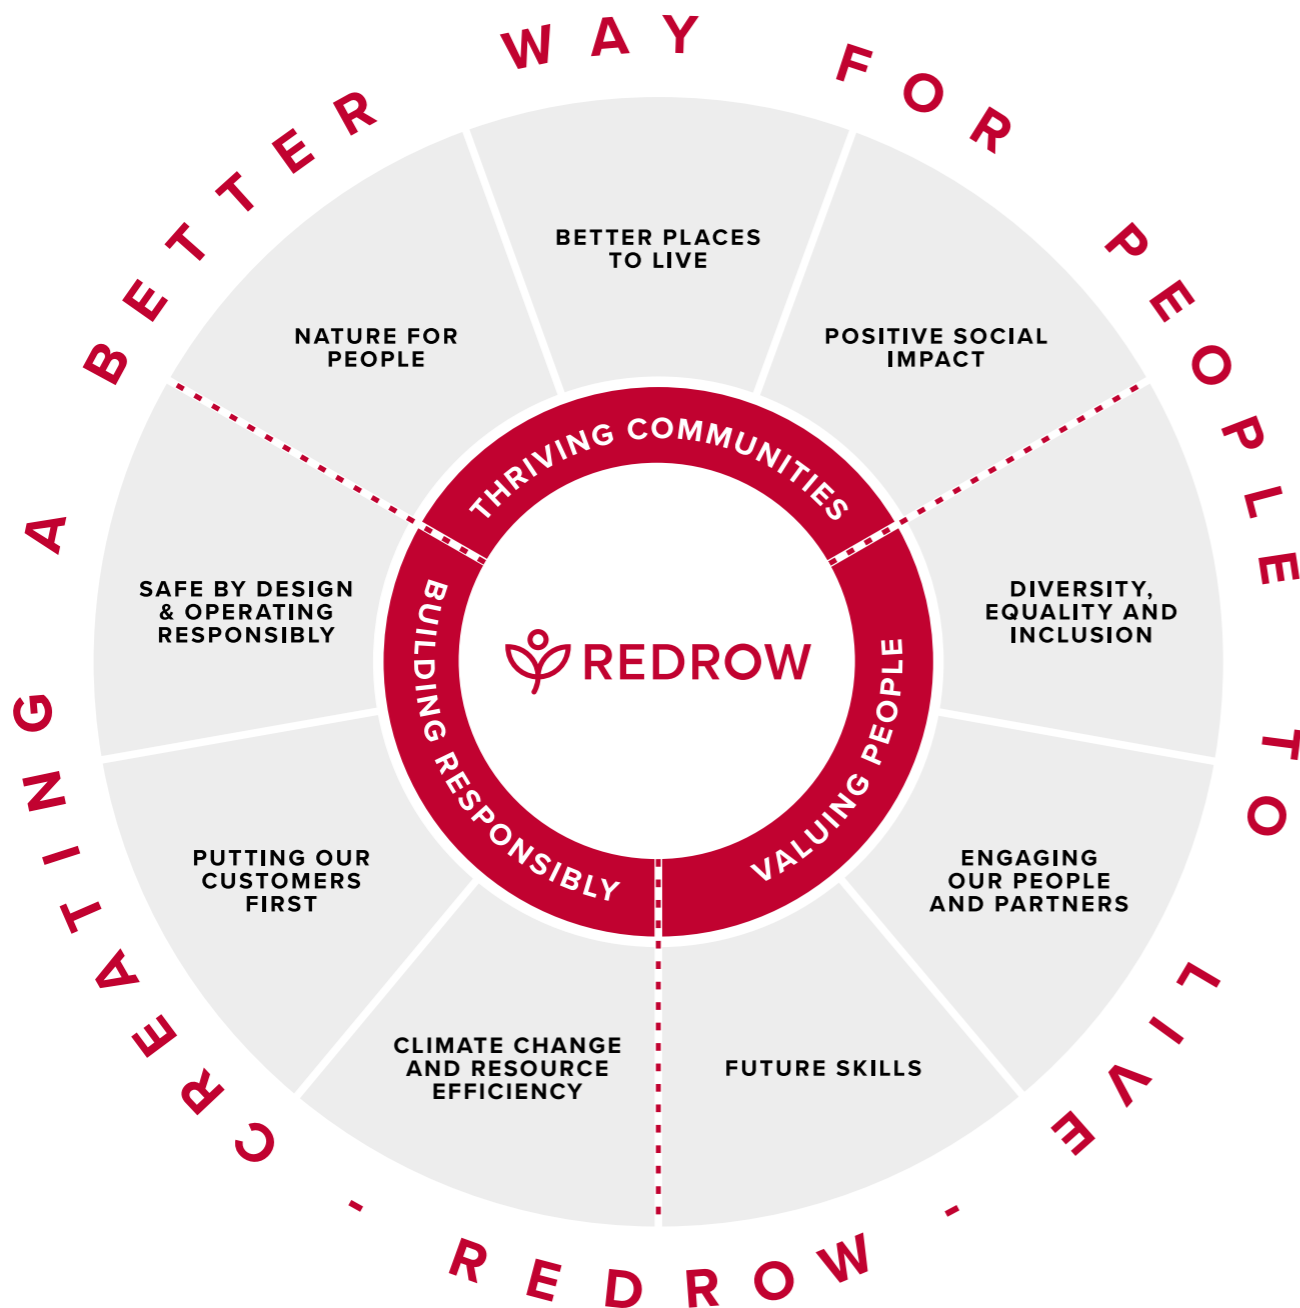 CREATING A BETTER WAY FOR PEOPLE TO LIVE
- REDROW -
BETTER PLACES
TO LIVE
POSITIVE SOCIAL
IMPACT
DIVERSITY,
EQUALITY AND
INCLUSION
ENGAGING
OUR PEOPLE
AND PARTNERS
FUTURE SKILLS
CLIMATE CHANGE
AND RESOURCE
EFFICIENCY
PUTTING OUR
CUSTOMERS
FIRST
SAFE BY DESIGN
& OPERATING
RESPONSIBLY
NATURE FOR
PEOPLE
THRIVING COMMUNITIES
VALUING PEOPLE
BUILDING RESPONSIBLY
REDROW